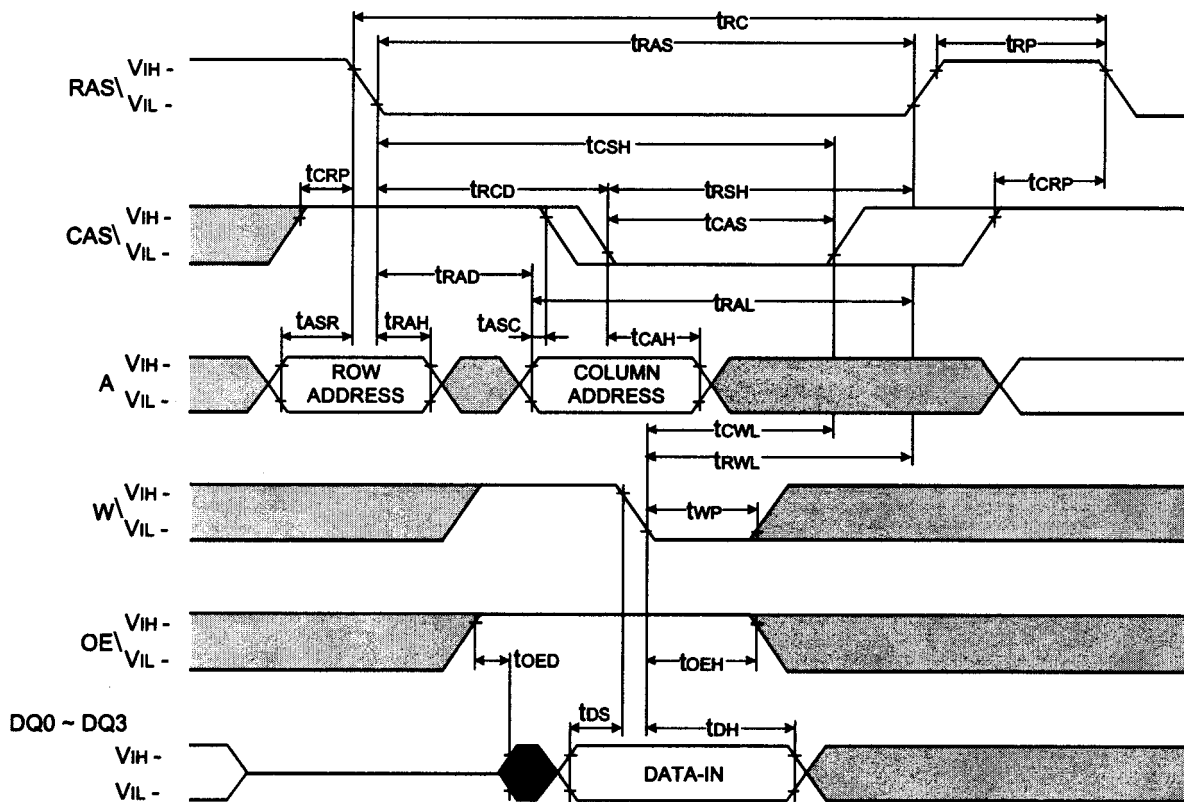 tRC
tRAS
tRP
RAS\
VIH -
VIL -
tCSH
tCRP
tRCD
tRSH
tCRP
CAS\
VIH -
VIL -
tCAS
tRAD
tRAL
tASR
tRAH
tASC
tCAH
A
VIH -
VIL -
ROW
ADDRESS
COLUMN
ADDRESS
tCWL
tRWL
W\
VIH -
VIL -
tWP
OE\
VIH -
VIL -
tOED
tOEH
DQ0 ~ DQ3
tDS
tDH
VIH -
VIL -
DATA-IN